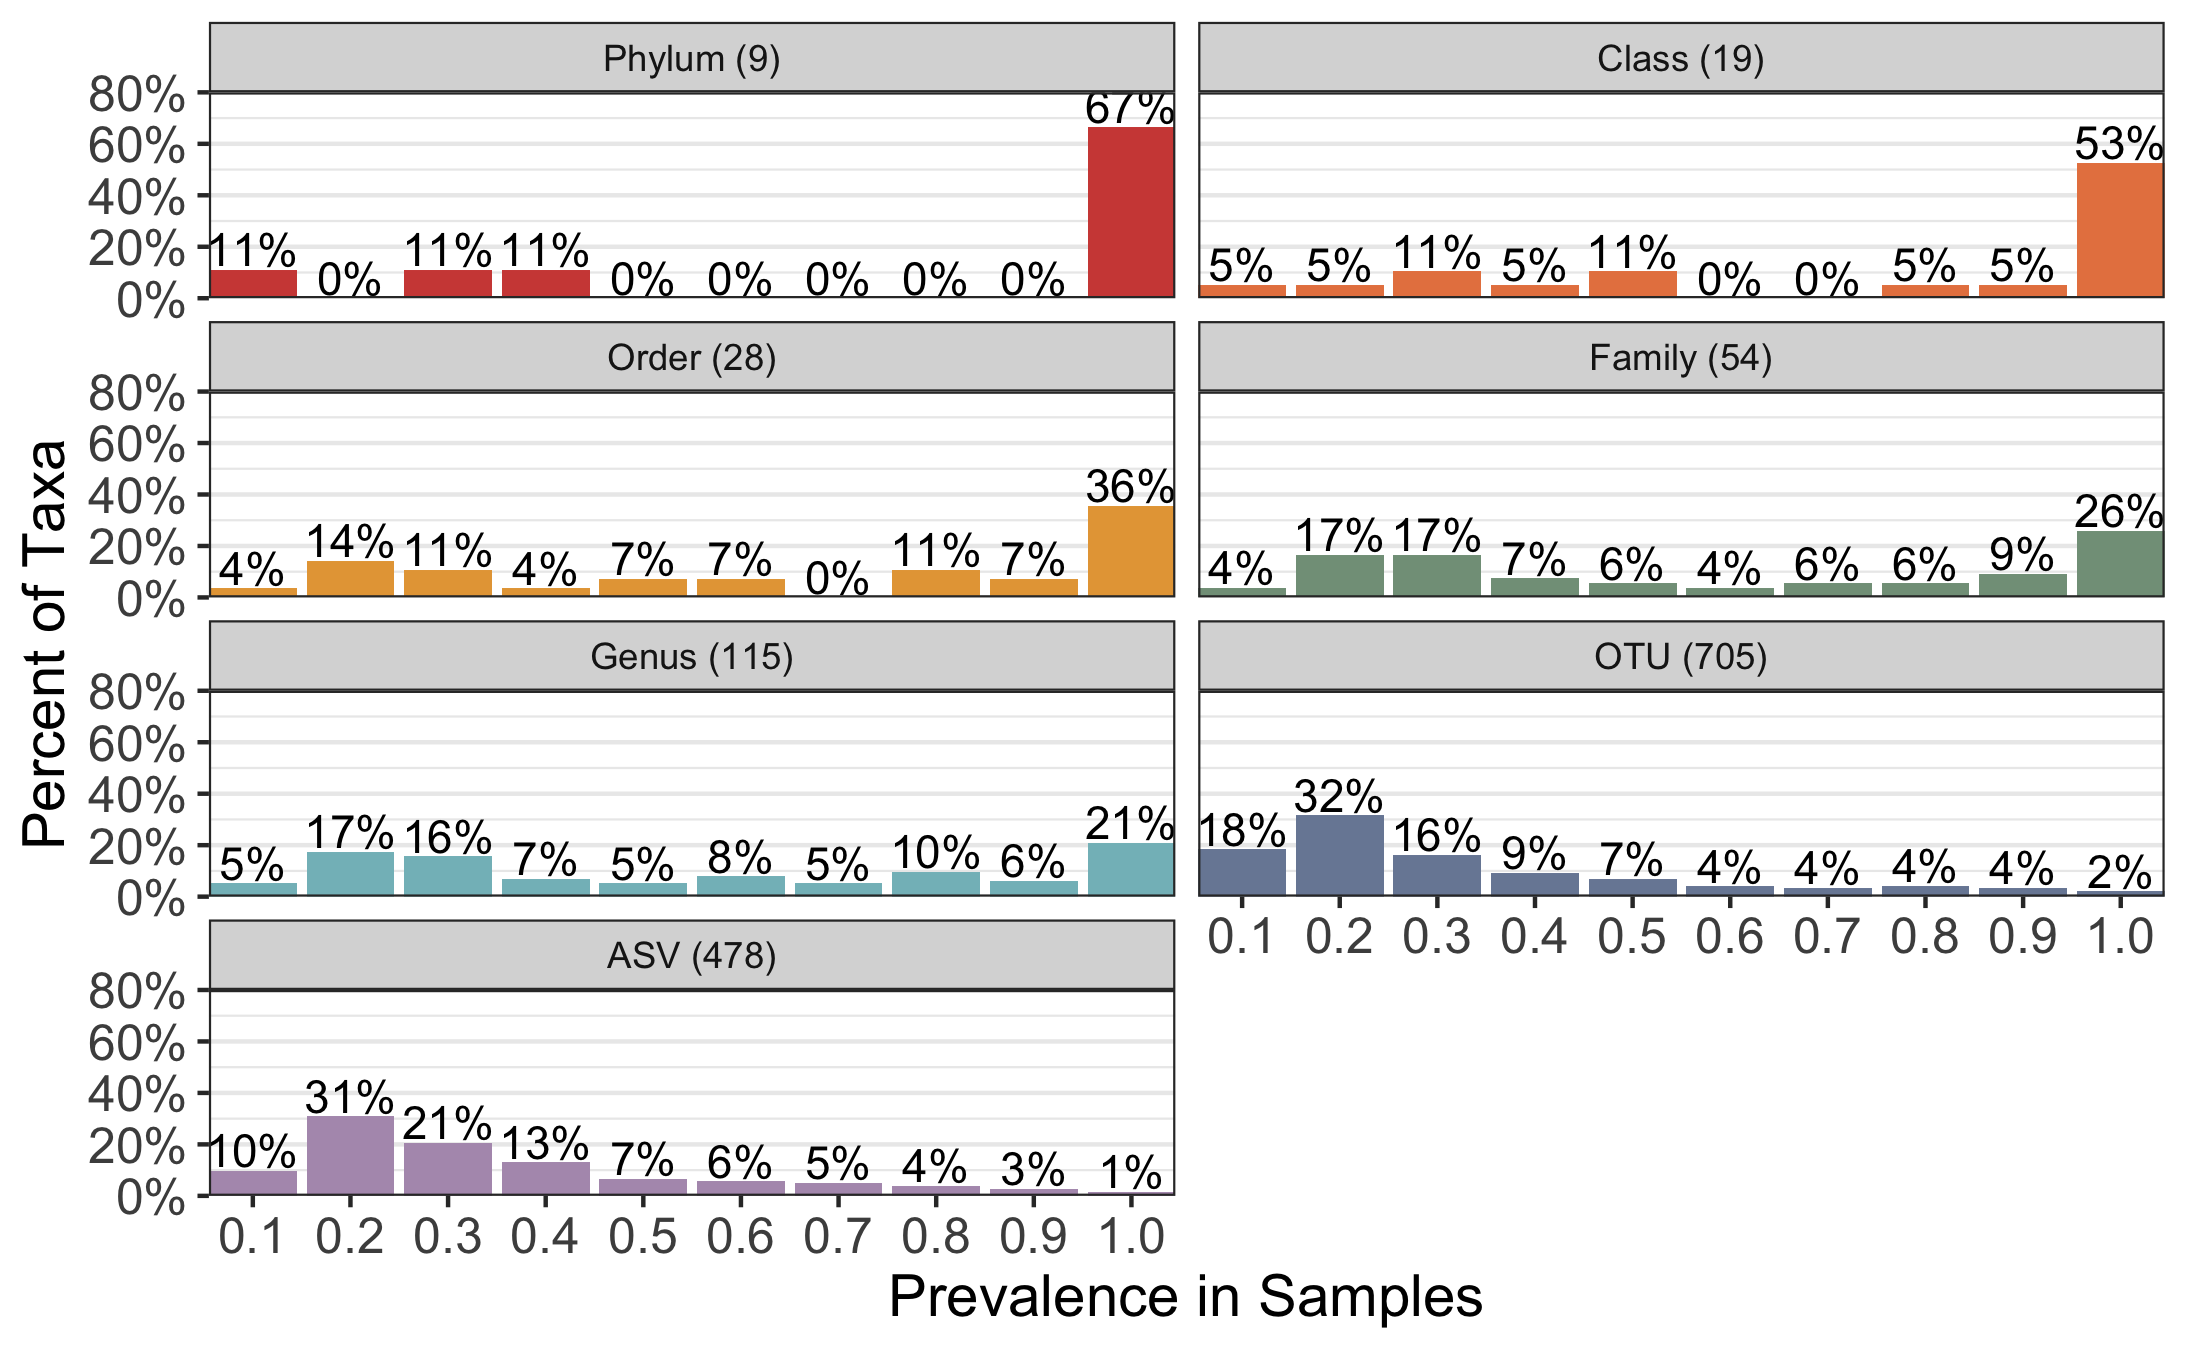 Phylum (9)
80%
60%
40%
20%
0%
11% 0% 11% 11% 0% 0% 0% 0% 0% 67%
Class (19)
5% 5% 11% 5% 11% 0% 0% 5% 5% 53%
Order (28)
80%
60%
40%
20%
0%
4% 14% 11% 4% 7% 7% 0% 11% 7% 36%
Family (54)
4% 17% 17% 7% 6% 4% 6% 6% 9% 26%
Genus (115)
80%
60%
40%
20%
0%
5% 17% 16% 7% 5% 8% 5% 10% 6% 21%
OTU (705)
18% 32% 16% 9% 7% 4% 4% 4% 4% 2%
0.1 0.2 0.3 0.4 0.5 0.6 0.7 0.8 0.9 1.0
ASV (478)
80%
60%
40%
20%
0%
10% 31% 21% 13% 7% 6% 5% 4% 3% 1%
0.1 0.2 0.3 0.4 0.5 0.6 0.7 0.8 0.9 1.0
Percent of Taxa
Prevalence in Samples